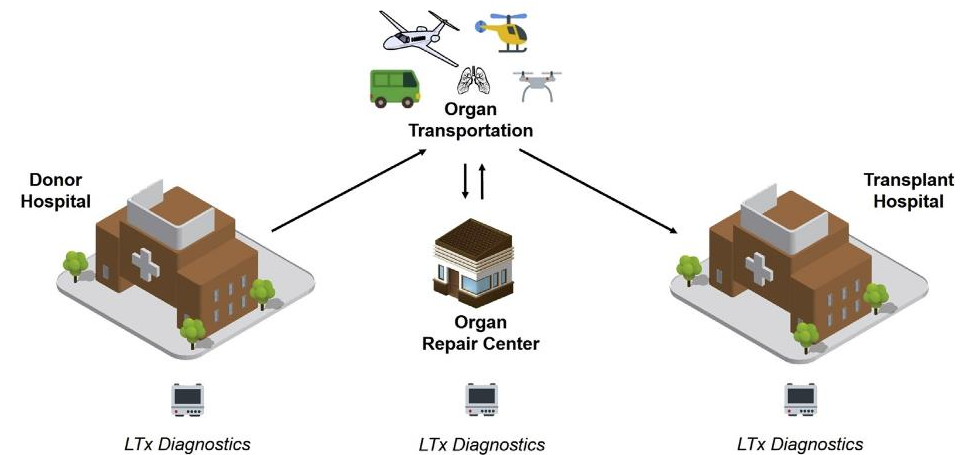 Organ
Transportation
Donor
Hospital
Transplant
Hospital
Organ
Repair Center
LTx Diagnostics
LTx Diagnostics
LTx Diagnostics